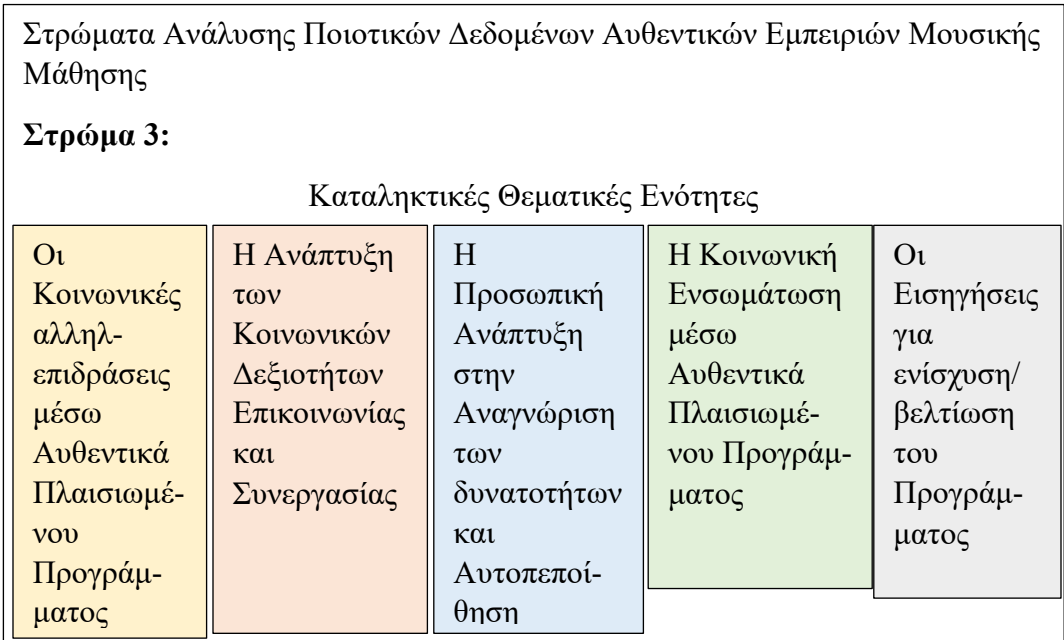 Στρώματα Ανάλυσης Ποιοτικών Δεδομένων Αυθεντικών Εμπειριών Μουσικής
Μάθησης
Στρώμα 3:
Καταληκτικές Θεματικές Ενότητες
Οι
Κοινωνικές
αλληλ-
επιδράσεις
μέσω
Αυθεντικά
Πλαισιωμέ-
νου
Προγράμ-
ματος
Η Ανάπτυξη
των
Κοινωνικών
Δεξιοτήτων
Επικοινωνίας
και
Συνεργασίας
Η
Προσωπική
Ανάπτυξη
στην
Αναγνώριση
των
δυνατοτήτων
και
Αυτοπεποί-
θηση
Η Κοινωνική
Ενσωμάτωση
μέσω
Αυθεντικά
Πλαισιωμέ-
νου Προγράμ-
ματος
Οι
Εισηγήσεις
για
ενίσχυση/
βελτίωση
του
Προγράμ-
ματος